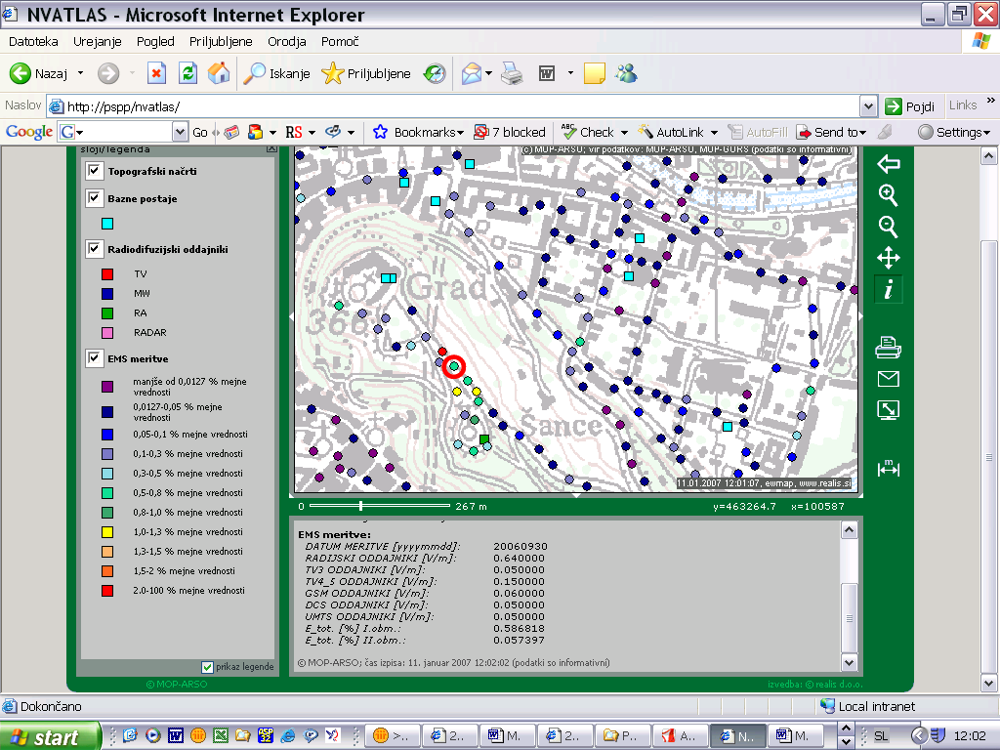 NVATLAS - Microsoft Internet Explorer
Datoteka Urejanje Pogled Priljubljene Orodja Pomoč
Nazaj Iskanje Priljubljene
Naslov http://pspp/nvatlas/ Pojdi Links »
Google G Go RS Bookmarks 7 blocked Check AutoLink AutoFill Send to Settings
sloji/legenda
(c) MOP-ARSO; vir podatkov: MOP-ARSO, MOP-GURS (podatki so informativni)
Topografski načrti
Bazne postaje
Radiodifuzijski oddajniki
TV
MW
RA
RADAR
EMS meritve
manjše od 0,0127 % mejne
vrednosti
0,0127-0,05 % mejne
vrednosti
0,05-0,1 % mejne vrednosti
0,1-0,3 % mejne vrednosti
0,3-0,5 % mejne vrednosti
0,5-0,8 % mejne vrednosti
0,8-1,0 % mejne vrednosti
1,0-1,3 % mejne vrednosti
1,3-1,5 % mejne vrednosti
1,5-2 % mejne vrednosti
2.0-100 % mejne vrednosti
prikaz legende
Grad
366
Šance
11.01.2007 12:01:07, ewmap, www.realis.si
0 267 m y=463264.7 x=100587
i
m
EMS meritve:
DATUM MERITVE [yyyymmdd]: 20060930
RADIJSKI ODDAJNIKI [V/m]: 0.640000
TV3 ODDAJNIKI [V/m]: 0.050000
TV4_5 ODDAJNIKI [V/m]: 0.150000
GSM ODDAJNIKI [V/m]: 0.060000
DCS ODDAJNIKI [V/m]: 0.050000
UMTS ODDAJNIKI [V/m]: 0.050000
E_tot. [%] I.obm.: 0.586818
E_tot. [%] II.obm.: 0.057397
© MOP-ARSO; čas izpisa: 11. januar 2007 12:02:02 (podatki so informativni)
© MOP-ARSO izvedba: © realis d.o.o.
Dokončano Local intranet
start >.. 2.. M.. 2.. P.. A.. N.. M.. SL 12:02